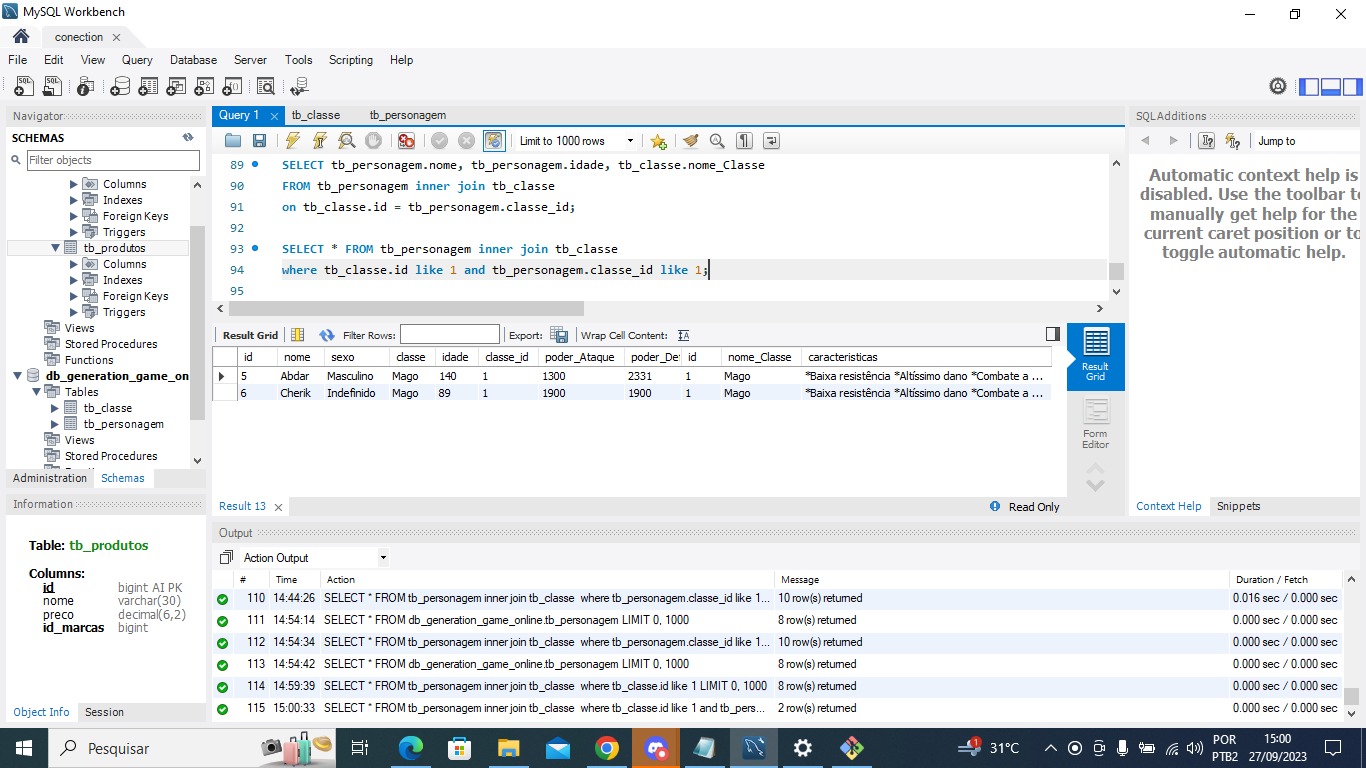 MySQL Workbench
conection
File Edit View Query Database Server Tools Scripting Help
Navigator
SCHEMAS
Filter objects
Columns
Indexes
Foreign Keys
Triggers
tb_produtos
Columns
Indexes
Foreign Keys
Triggers
Views
Stored Procedures
Functions
db_generation_game_on
Tables
tb_classe
tb_personagem
Views
Stored Procedures
Administration Schemas
Information
Table: tb_produtos
Columns:
id bigint AI PK
nome varchar(30)
preco decimal(6,2)
id_marcas bigint
Object Info Session
Query 1 tb_classe tb_personagem
Limit to 1000 rows
89 SELECT tb_personagem.nome, tb_personagem.idade, tb_classe.nome_Classe
90 FROM tb_personagem inner join tb_classe
91 on tb_classe.id = tb_personagem.classe_id;
92
93 SELECT * FROM tb_personagem inner join tb_classe
94 where tb_classe.id like 1 and tb_personagem.classe_id like 1;
95
Result Grid Filter Rows: Export: Wrap Cell Content:
id nome sexo classe idade classe_id poder_Ataque poder_De id nome_Classe caracteristicas
5 Abdar Masculino Mago 140 1 1300 2331 1 Mago *Baixa resistência *Altíssimo dano *Combate a ...
6 Cherik Indefinido Mago 89 1 1900 1900 1 Mago *Baixa resistência *Altíssimo dano *Combate a ...
Result Grid
Form Editor
Result 13
Read Only
SQLAdditions
Jump to
Automatic context help is
disabled. Use the toolbar to
manually get help for the
current caret position or to
toggle automatic help.
Context Help Snippets
Output
Action Output
# Time Action Message Duration / Fetch
110 14:44:26 SELECT * FROM tb_personagem inner join tb_classe where tb_personagem.classe_id like 1... 10 row(s) returned 0.016 sec / 0.000 sec
111 14:54:14 SELECT * FROM db_generation_game_online.tb_personagem LIMIT 0, 1000 8 row(s) returned 0.000 sec / 0.000 sec
112 14:54:34 SELECT * FROM tb_personagem inner join tb_classe where tb_personagem.classe_id like 1... 10 row(s) returned 0.000 sec / 0.000 sec
113 14:54:42 SELECT * FROM db_generation_game_online.tb_personagem LIMIT 0, 1000 8 row(s) returned 0.000 sec / 0.000 sec
114 14:59:39 SELECT * FROM tb_personagem inner join tb_classe where tb_classe.id like 1 LIMIT 0, 1000 8 row(s) returned 0.000 sec / 0.000 sec
115 15:00:33 SELECT * FROM tb_personagem inner join tb_classe where tb_classe.id like 1 and tb_pers... 2 row(s) returned 0.000 sec / 0.000 sec
Pesquisar
1
31°C
POR
PTB2
15:00
27/09/2023